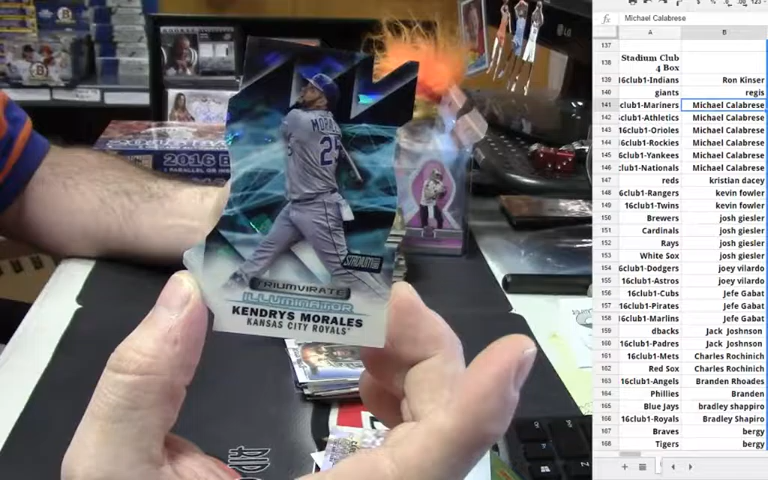 MORALES
25
STADIUM
TRIUMVIRATE
ILLUMINATOR
KENDRYS MORALES
KANSAS CITY ROYALS
2016 B
Michael Calabrese
A B
137
138 Stadium Club 4 Box
139 16club1-Indians Ron Kinser
140 giants regis
141 club1-Mariners Michael Calabrese
142 club1-Athletics Michael Calabrese
143 16club1-Orioles Michael Calabrese
144 16club1-Rockies Michael Calabrese
145 6club1-Yankees Michael Calabrese
146 lub1-Nationals Michael Calabrese
147 reds kristian dacey
148 6club1-Rangers kevin fowler
149 16club1-Twins kevin fowler
150 Brewers josh giesler
151 Cardinals josh giesler
152 Rays josh giesler
153 White Sox josh giesler
154 6club1-Dodgers joey vilardo
155 16club1-Astros joey vilardo
156 16club1-Cubs Jefe Gabat
157 16club1-Pirates Jefe Gabat
158 16club1-Marlins Jefe Gabat
159 dbacks Jack Joshnson
160 16club1-Padres Jack Johnson
161 16club1-Mets Charles Rochinich
162 Red Sox Charles Rochinich
163 16club1-Angels Branden Rhoades
164 Phillies Branden
165 Blue Jays bradley shappiro
166 16club1-Royals Bradley Shapiro
167 Braves bergy
168 Tigers bergy